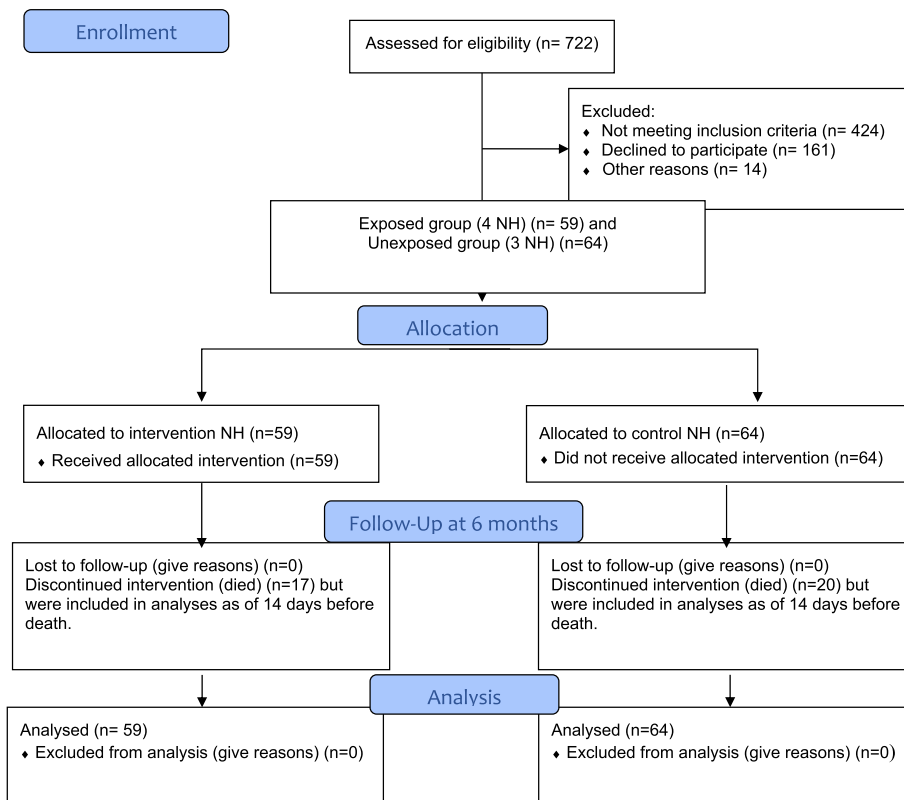 Enrollment
Assessed for eligibility (n= 722)
Excluded:
♦ Not meeting inclusion criteria (n= 424)
♦ Declined to participate (n= 161)
♦ Other reasons (n= 14)
Exposed group (4 NH) (n= 59) and
Unexposed group (3 NH) (n=64)
Allocation
Allocated to intervention NH (n=59)
♦ Received allocated intervention (n=59)
Allocated to control NH (n=64)
♦ Did not receive allocated intervention (n=64)
Follow-Up at 6 months
Lost to follow-up (give reasons) (n=0)
Discontinued intervention (died) (n=17) but
were included in analyses as of 14 days before
death.
Lost to follow-up (give reasons) (n=0)
Discontinued intervention (died) (n=20) but
were included in analyses as of 14 days before
death.
Analysis
Analysed (n= 59)
♦ Excluded from analysis (give reasons) (n=0)
Analysed (n=64)
♦ Excluded from analysis (give reasons) (n=0)